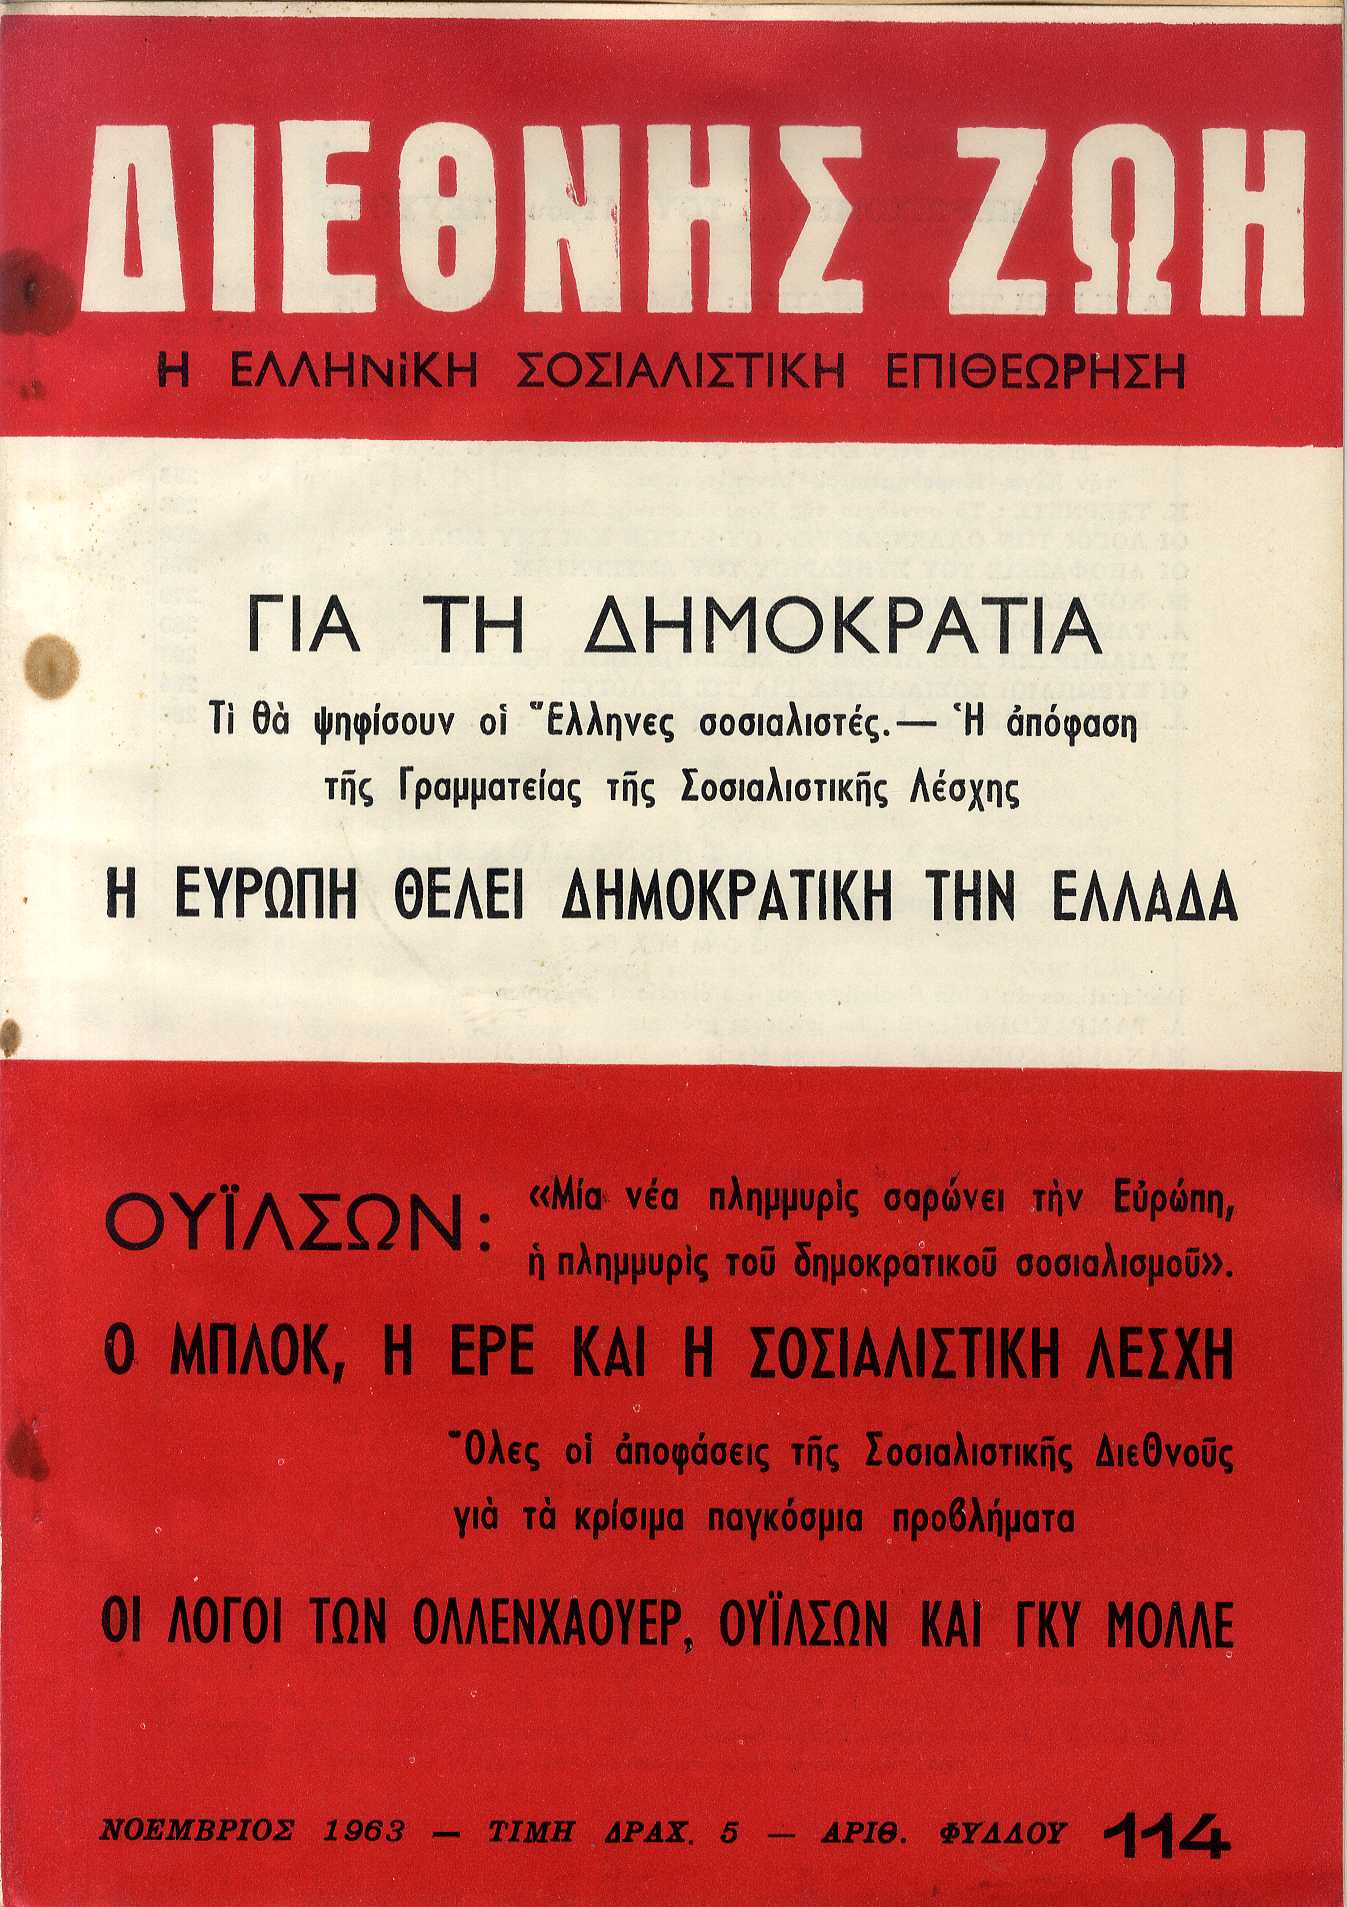 ΔΙΕΘΝΗΣ ΖΩΗ
Η ΕΛΛΗΝiΚΗ ΣΟΣΙΑΛΙΣΤΙΚΗ ΕΠΙΘΕΩΡΗΣΗ
ΓΙΑ ΤΗ ΔΗΜΟΚΡΑΤΙΑ
Τὶ θὰ ψηφίσουν οἱ Ἕλληνες σοσιαλιστές.— Ἡ ἀπόφαση
τῆς Γραμματείας τῆς Σοσιαλιστικῆς Λέσχης
Η ΕΥΡΩΠΗ ΘΕΛΕΙ ΔΗΜΟΚΡΑΤΙΚΗ ΤΗΝ ΕΛΛΑΔΑ
ΟΥΪΛΣΩΝ: «Μία νέα πλημμυρὶς σαρώνει τὴν Εὐρώπη,
ἡ πλημμυρὶς τοῦ δημοκρατικοῦ σοσιαλισμοῦ».
Ο ΜΠΛΟΚ, Η ΕΡΕ ΚΑΙ Η ΣΟΣΙΑΛΙΣΤΙΚΗ ΛΕΣΧΗ
Ὅλες οἱ ἀποφάσεις τῆς Σοσιαλιστικῆς Διεθνοῦς
γιὰ τὰ κρίσιμα παγκόσμια προβλήματα
ΟΙ ΛΟΓΟΙ ΤΩΝ ΟΛΛΕΝΧΑΟΥΕΡ, ΟΥΪΛΣΩΝ ΚΑΙ ΓΚΥ ΜΟΛΛΕ
ΝΟΕΜΒΡΙΟΣ 1963 — ΤΙΜΗ ΔΡΑΧ. 5 — ΑΡΙΘ. ΦΥΛΛΟΥ 114